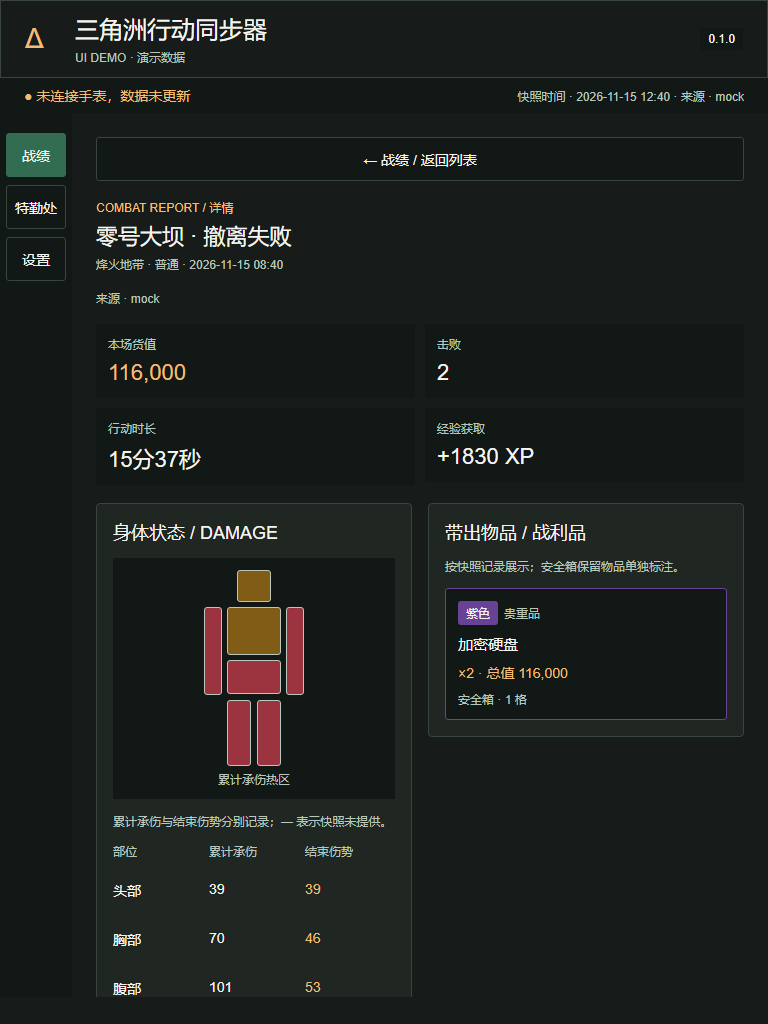 Δ
三角洲行动同步器
UI DEMO · 演示数据
0.1.0
● 未连接手表，数据未更新
快照时间 · 2026-11-15 12:40 · 来源 · mock
战绩
特勤处
设置
← 战绩 / 返回列表
COMBAT REPORT / 详情
零号大坝 · 撤离失败
烽火地带 · 普通 · 2026-11-15 08:40
来源 · mock
本场货值
116,000
击败
2
行动时长
15分37秒
经验获取
+1830 XP
身体状态 / DAMAGE
累计承伤热区
累计承伤与结束伤势分别记录；— 表示快照未提供。
部位 累计承伤 结束伤势
头部 39 39
胸部 70 46
腹部 101 53
带出物品 / 战利品
按快照记录展示；安全箱保留物品单独标注。
紫色 贵重品
加密硬盘
×2 · 总值 116,000
安全箱 · 1 格